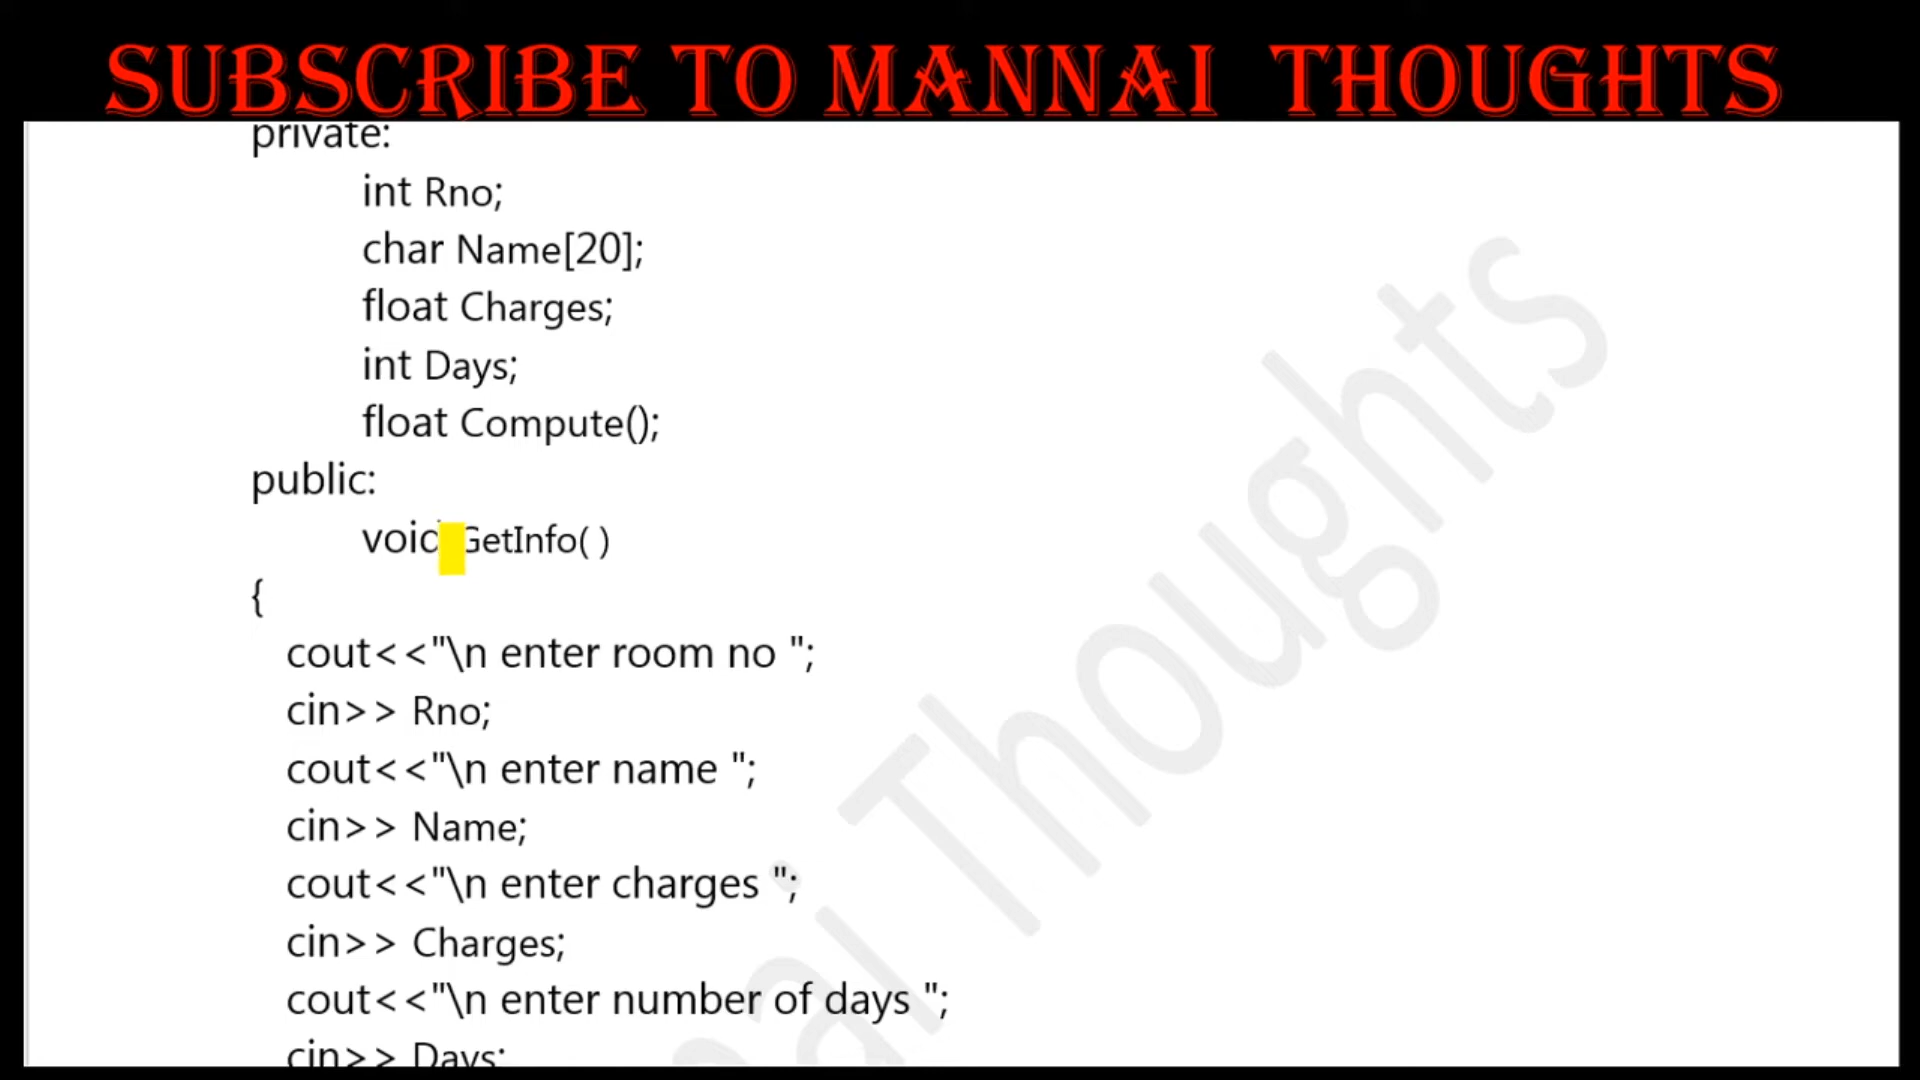 SUBSCRIBE TO MANNAI THOUGHTS
private:
int Rno;
char Name[20];
float Charges;
int Days;
float Compute();
public:
void GetInfo( )
{
cout<<"\n enter room no ";
cin>> Rno;
cout<<"\n enter name ";
cin>> Name;
cout<<"\n enter charges ";
cin>> Charges;
cout<<"\n enter number of days ";
cin>> Days;
nai Thoughts